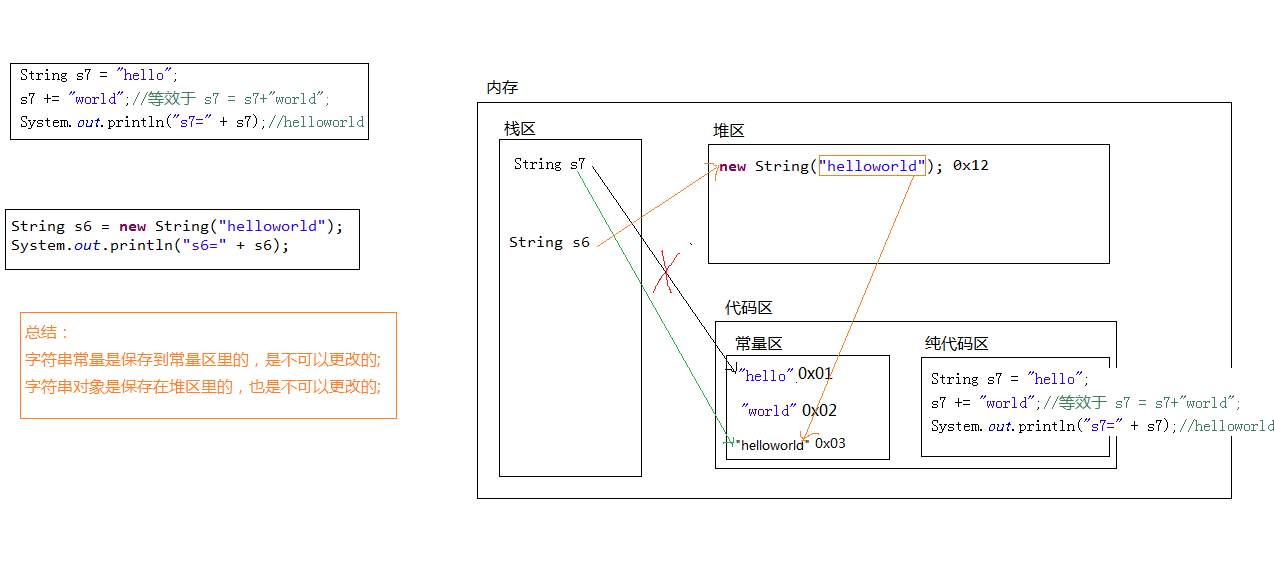 String s7 = "hello";
s7 += "world";//等效于 s7 = s7+"world";
System.out.println("s7=" + s7);//helloworld
String s6 = new String("helloworld");
System.out.println("s6=" + s6);
总结：
字符串常量是保存到常量区里的，是不可以更改的;
字符串对象是保存在堆区里的，也是不可以更改的;
内存
栈区
String s7
String s6
堆区
new String("helloworld"); 0x12
代码区
常量区
"hello" 0x01
"world" 0x02
"helloworld" 0x03
纯代码区
String s7 = "hello";
s7 += "world";//等效于 s7 = s7+"world";
System.out.println("s7=" + s7);//helloworld